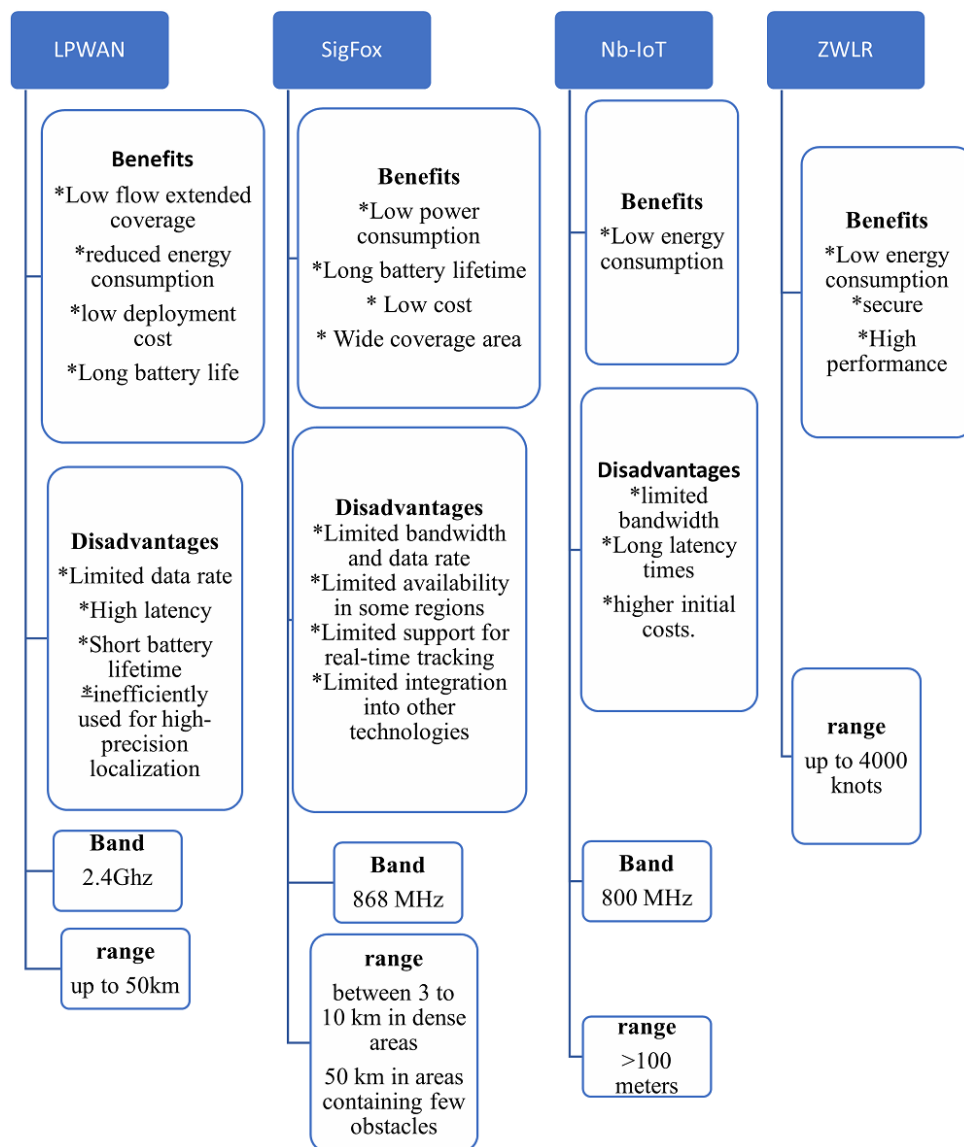 LPWAN
Benefits
*Low flow extended
coverage
*reduced energy
consumption
*low deployment
cost
*Long battery life
Disadvantages
*Limited data rate
*High latency
*Short battery
lifetime
*inefficiently
used for high-
precision
localization
Band
2.4Ghz
range
up to 50km
SigFox
Benefits
*Low power
consumption
*Long battery lifetime
* Low cost
* Wide coverage area
Disadvantages
*Limited bandwidth
and data rate
*Limited availability
in some regions
*Limited support for
real-time tracking
*Limited integration
into other
technologies
Band
868 MHz
range
between 3 to
10 km in dense
areas
50 km in areas
containing few
obstacles
Nb-IoT
Benefits
*Low energy
consumption
Disadvantages
*limited
bandwidth
*Long latency
times
*higher initial
costs.
Band
800 MHz
range
>100
meters
ZWLR
Benefits
*Low energy
consumption
*secure
*High
performance
range
up to 4000
knots